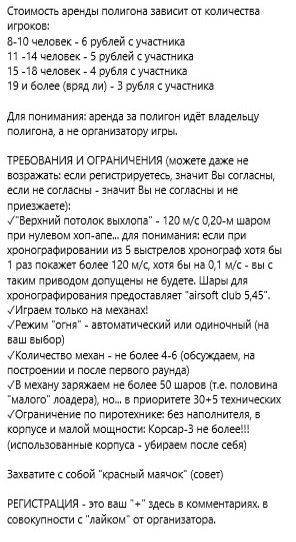 Стоимость аренды полигона зависит от количества
игроков:
8-10 человек - 6 рублей с участника
11 -14 человек - 5 рублей с участника
15 -18 человек - 4 рубля с участника
19 и более (вряд ли) - 3 рубля с участника
Для понимания: аренда за полигон идёт владельцу
полигона, а не организатору игры.
ТРЕБОВАНИЯ И ОГРАНИЧЕНИЯ (можете даже не
возражать: если регистрируетесь, значит Вы согласны,
если не согласны - значит Вы не согласны и не
приезжаете):
✓"Верхний потолок выхлопа" - 120 м/с 0,20-м шаром
при нулевом хоп-апе... для понимания: если при
хронографировании из 5 выстрелов хронограф хотя бы
1 раз покажет более 120 м/с, хотя бы на 0,1 м/с - вы с
таким приводом допущены не будете. Шары для
хронографирования предоставляет "airsoft club 5,45".
✓Играем только на механах!
✓Режим "огня" - автоматический или одиночный (на
ваш выбор)
✓Количество механ - не более 4-6 (обсуждаем, на
построении и после первого раунда)
✓В механу заряжаем не более 50 шаров (т.е. половина
"малого" лоадера), но... в приоритете 30+5 технических
✓Ограничение по пиротехнике: без наполнителя, в
корпусе и малой мощности: Корсар-3 не более!!!
(использованные корпуса - убираем после себя)
Захватите с собой "красный маячок" (совет)
РЕГИСТРАЦИЯ - это ваш "+" здесь в комментариях. в
совокупности с "лайком" от организатора.